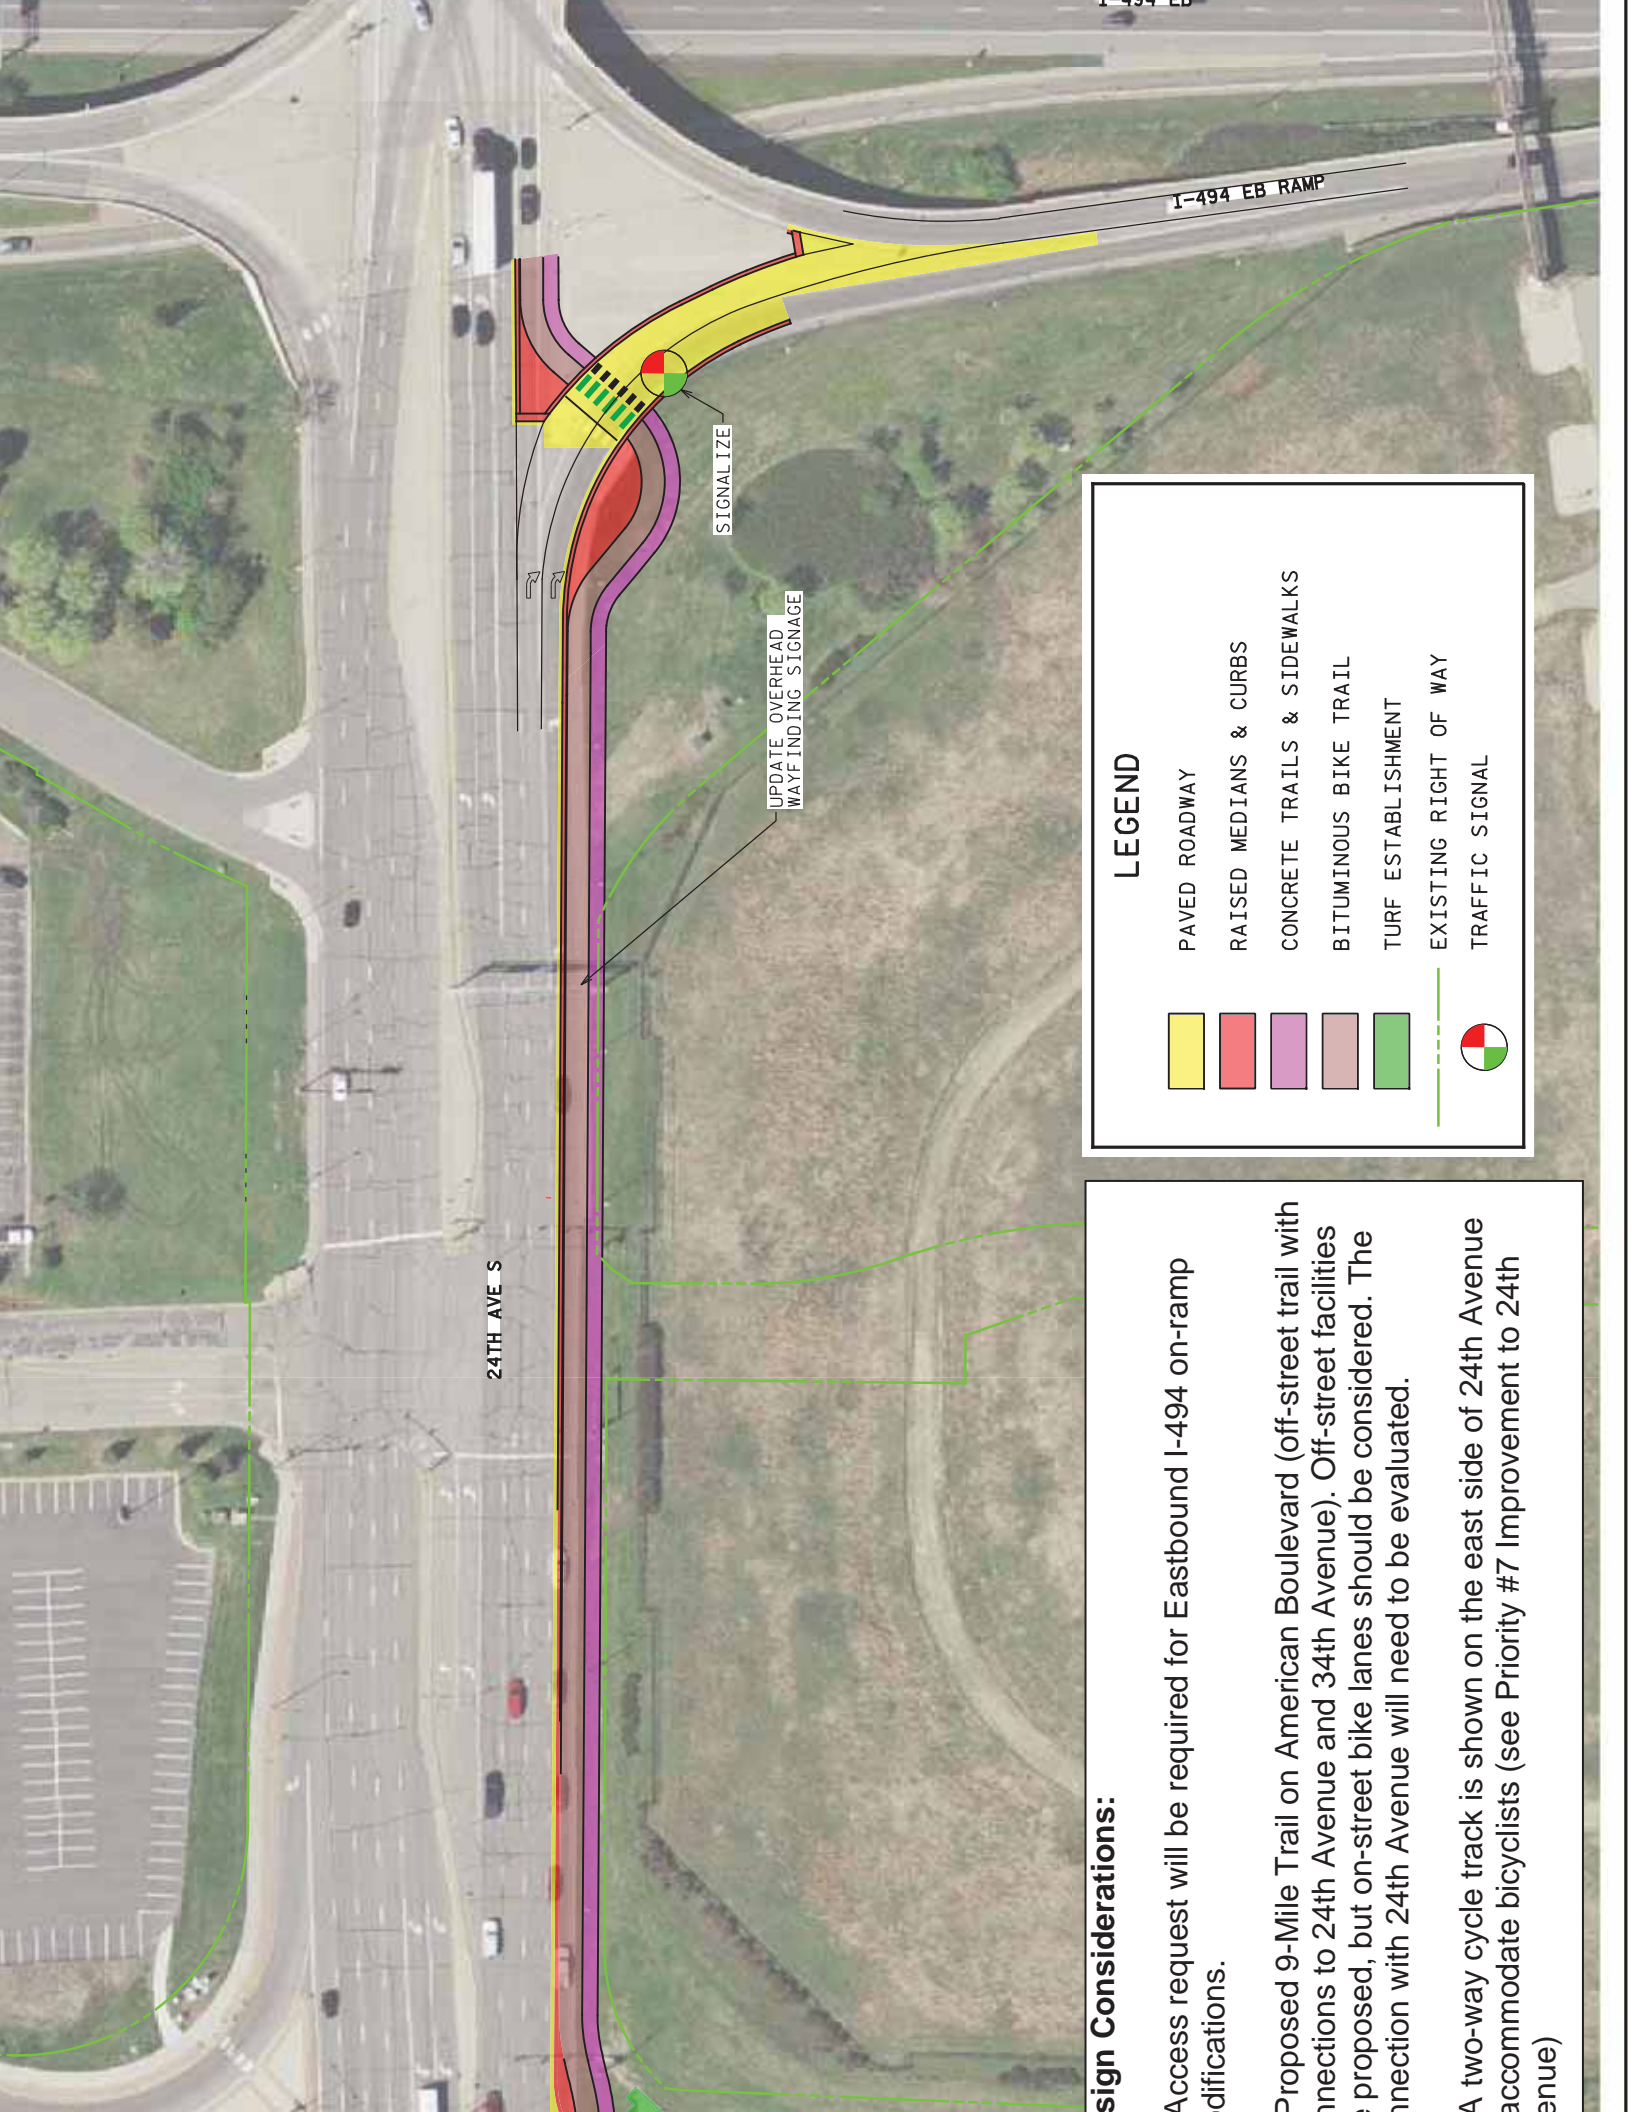 I-494 EB
I-494 EB RAMP
SIGNALIZE
UPDATE OVERHEAD
WAYFINDING SIGNAGE
24TH AVE S
LEGEND
PAVED ROADWAY
RAISED MEDIANS & CURBS
CONCRETE TRAILS & SIDEWALKS
BITUMINOUS BIKE TRAIL
TURF ESTABLISHMENT
EXISTING RIGHT OF WAY
TRAFFIC SIGNAL
sign Considerations:
Access request will be required for Eastbound I-494 on-ramp
odifications.
Proposed 9-Mile Trail on American Boulevard (off-street trail with
nnections to 24th Avenue and 34th Avenue). Off-street facilities
e proposed, but on-street bike lanes should be considered. The
nnection with 24th Avenue will need to be evaluated.
A two-way cycle track is shown on the east side of 24th Avenue
accommodate bicyclists (see Priority #7 Improvement to 24th
enue)